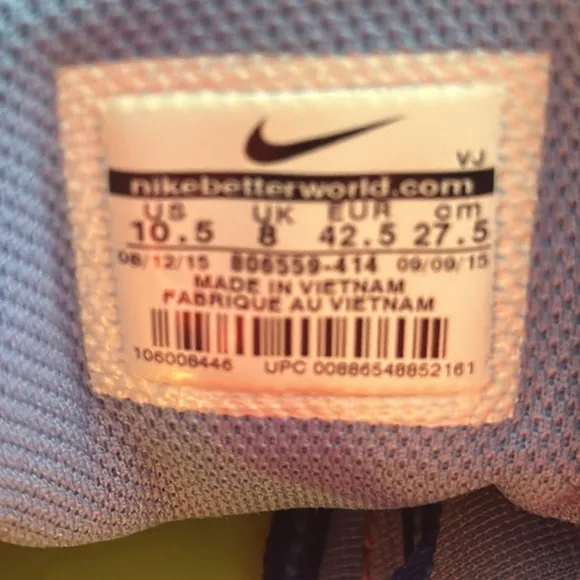 VJ
nikebetterworld.com
US UK EUR cm
10.5 8 42.5 27.5
08/12/15 806559-414 09/09/15
MADE IN VIETNAM
FABRIQUE AU VIETNAM
106008446 UPC 00886548852161